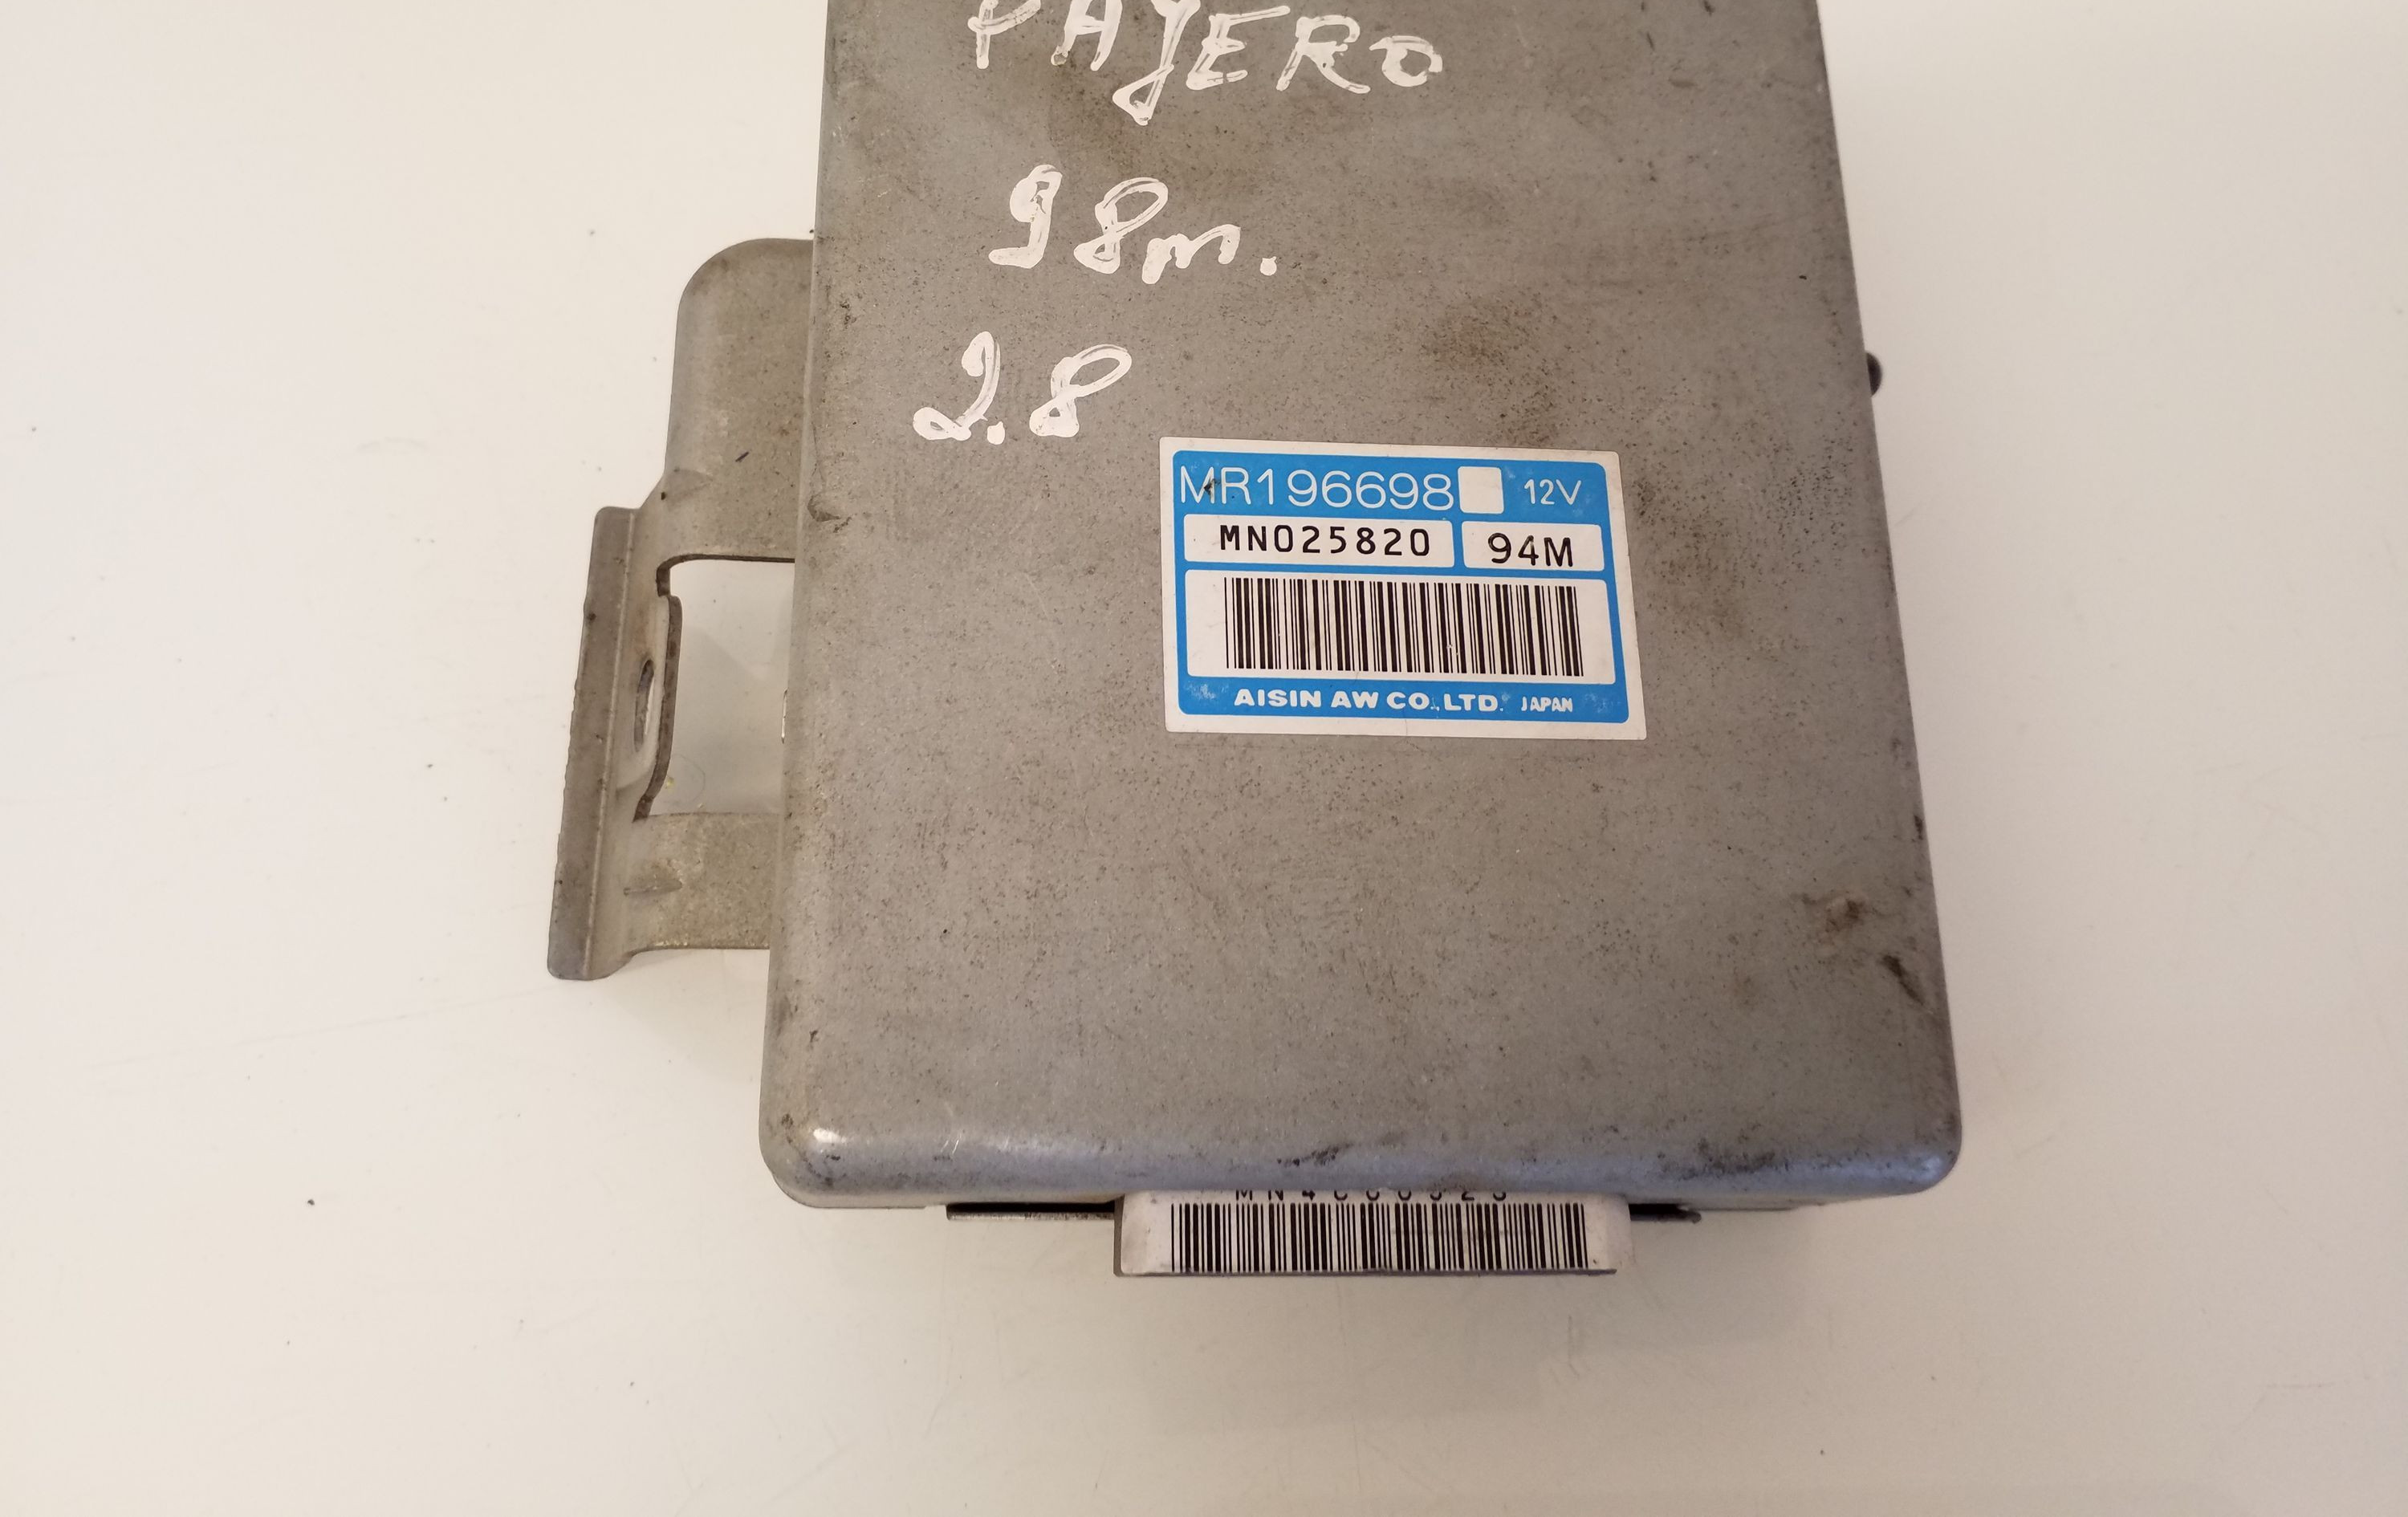 PAJERO
98m.
2.8
MR196698 12V
MN025820 94M
AISIN AW CO.,LTD. JAPAN